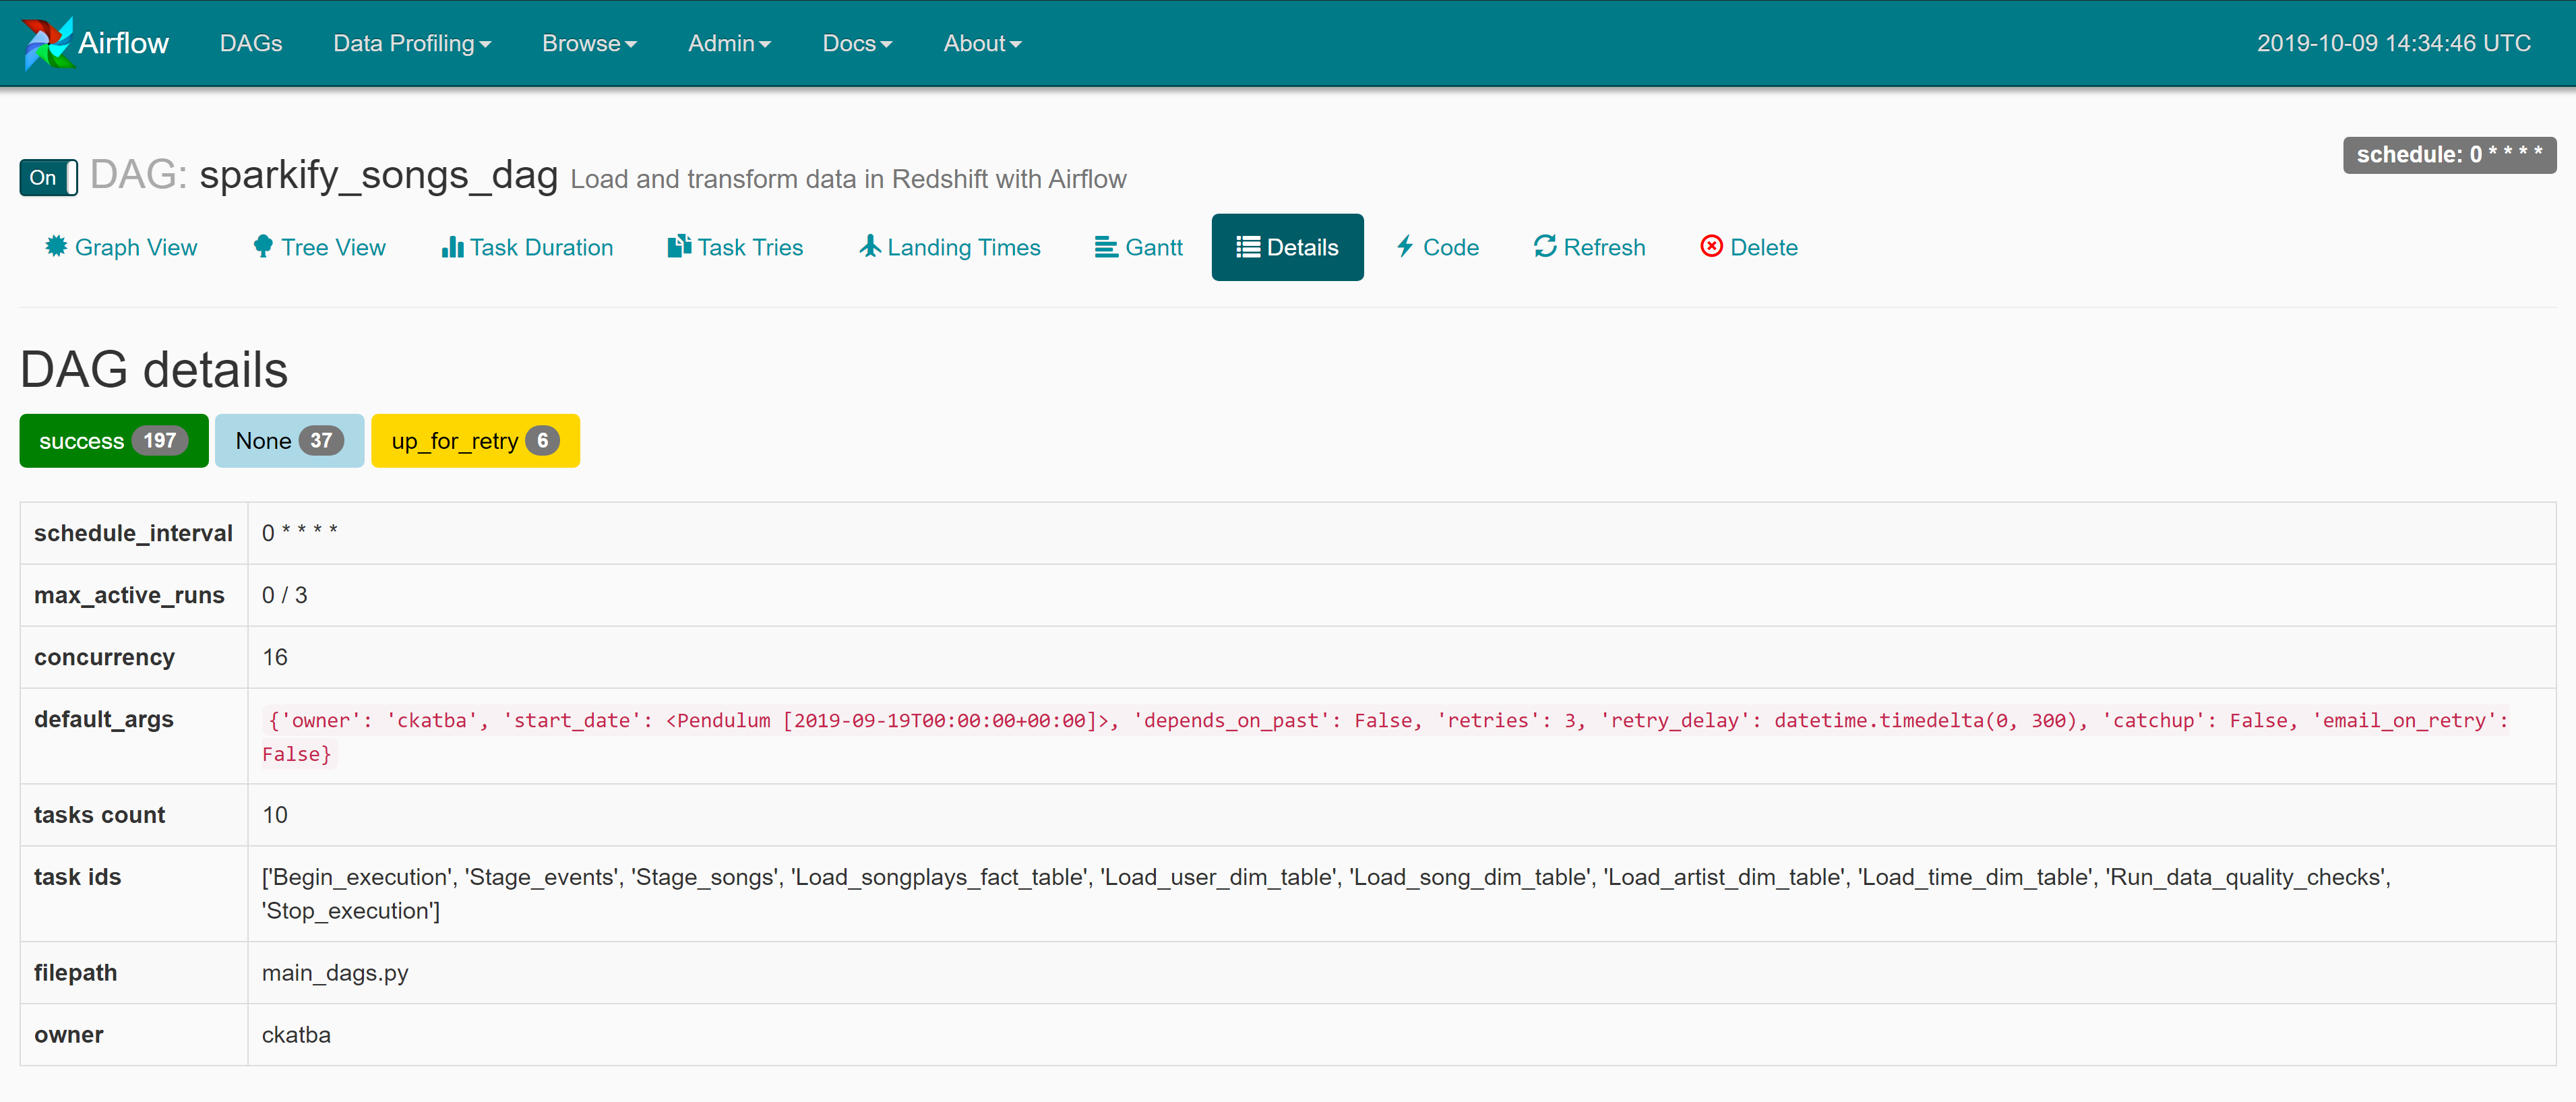 Airflow DAGs Data Profiling Browse Admin Docs About 2019-10-09 14:34:46 UTC
schedule: 0 * * * *
On DAG: sparkify_songs_dag Load and transform data in Redshift with Airflow
Graph View Tree View Task Duration Task Tries Landing Times Gantt Details Code Refresh Delete
DAG details
success 197 None 37 up_for_retry 6
schedule_interval 0 * * * *
max_active_runs 0 / 3
concurrency 16
default_args {'owner': 'ckatba', 'start_date': <Pendulum [2019-09-19T00:00:00+00:00]>, 'depends_on_past': False, 'retries': 3, 'retry_delay': datetime.timedelta(0, 300), 'catchup': False, 'email_on_retry':
False}
tasks count 10
task ids ['Begin_execution', 'Stage_events', 'Stage_songs', 'Load_songplays_fact_table', 'Load_user_dim_table', 'Load_song_dim_table', 'Load_artist_dim_table', 'Load_time_dim_table', 'Run_data_quality_checks',
'Stop_execution']
filepath main_dags.py
owner ckatba